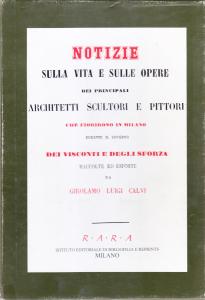 NOTIZIE
SULLA VITA E SULLE OPERE
DEI PRINCIPALI
ARCHITETTI SCULTORI E PITTORI
CHE FIORIRONO IN MILANO
DURANTE IL GOVERNO
DEI VISCONTI E DEGLI SFORZA
RACCOLTE ED ESPOSTE
DA
GIROLAMO LUIGI CALVI
R·A·R·A
ISTITUTO EDITORIALE DI BIBLIOFILIA E REPRINTS
MILANO